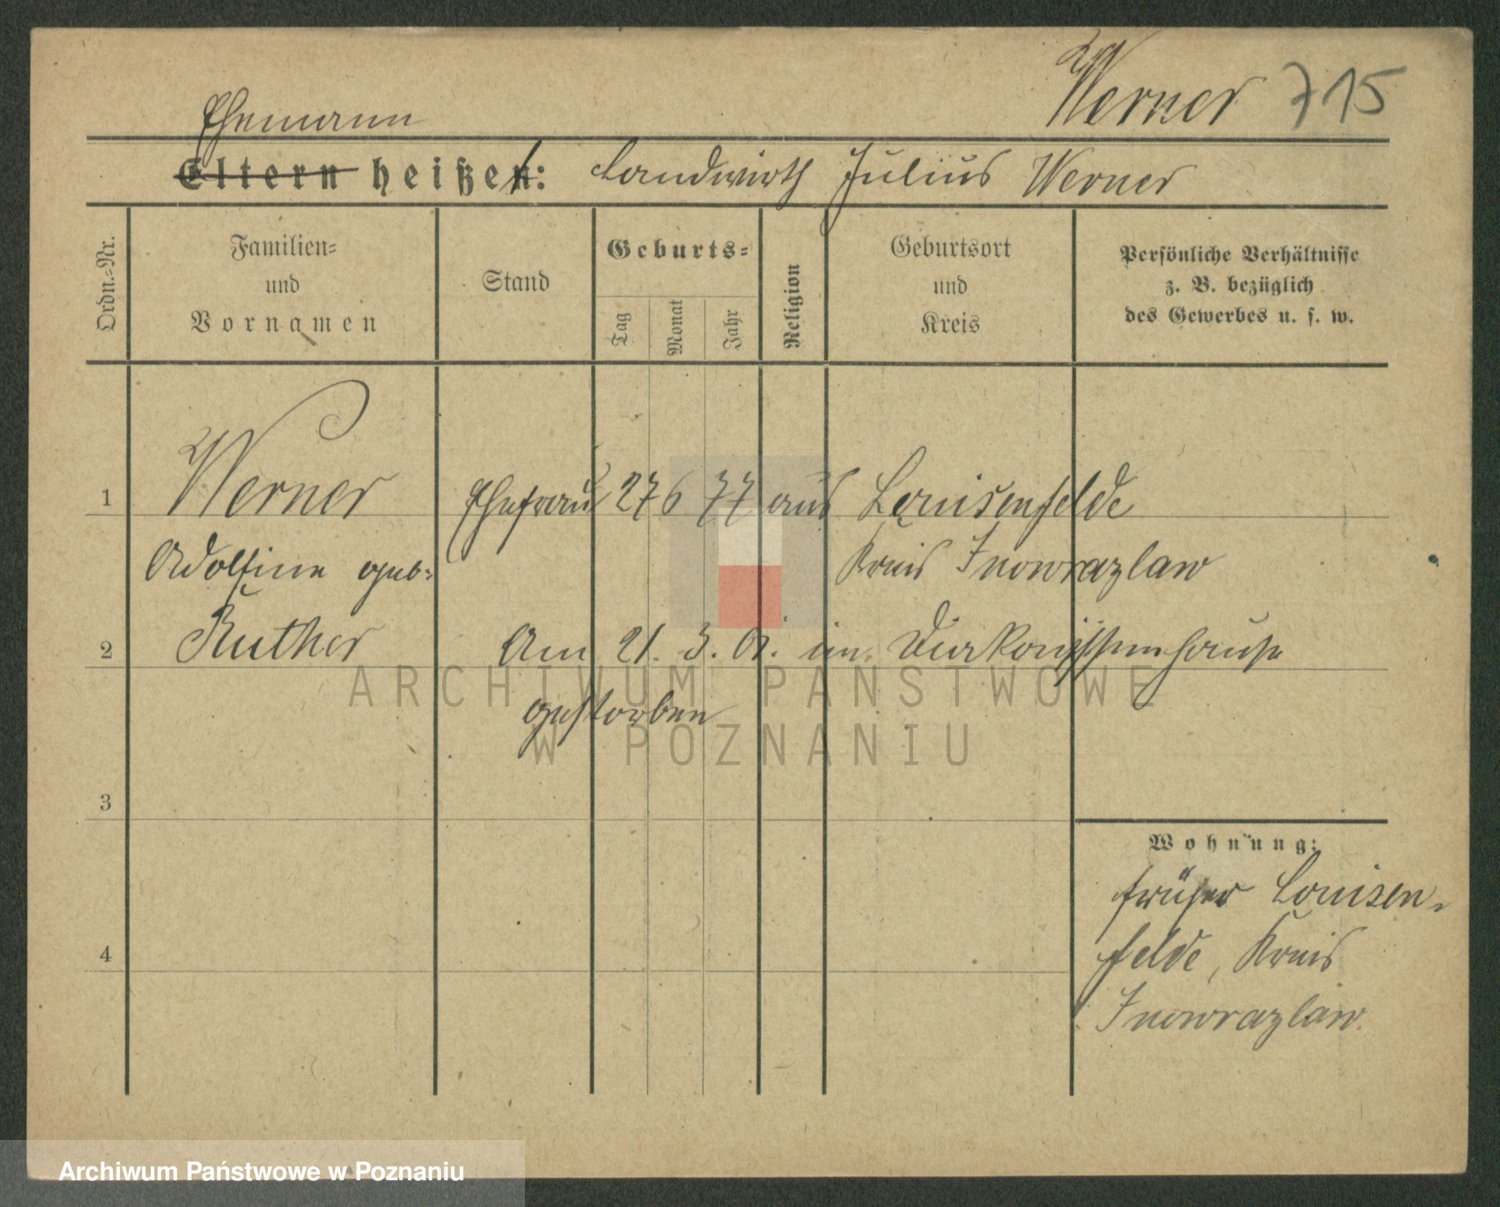 Werner 715
Ehemann
Eltern heißen: Landwirth Julius Werner
Ordn.-Nr.
Familien-
und
Vornamen
Stand
Geburts-
Tag
Monat
Jahr
Religion
Geburtsort
und
Kreis
Persönliche Verhältnisse
z. B. bezüglich
des Gewerbes u. s. w.
1 Werner Ehefrau 27 6 77 aus Louisenfelde
Adolfine geb. Kreis Inowrazlaw
2 Ruther Am 21. 3. 01. im Diakonissenhause
gestorben
ARCHIWUM PAŃSTWOWE
W POZNANIU
3
Wohnung:
früher Louisen-
4 felde, Kreis
Inowrazlaw.
Archiwum Państwowe w Poznaniu